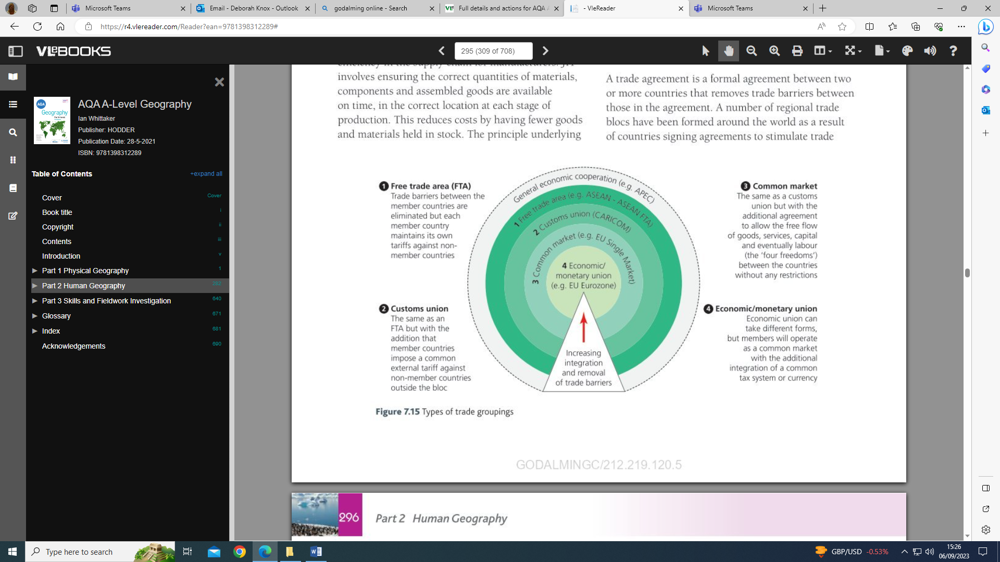 Microsoft Teams
Email - Deborah Knox - Outlook
godalming online - Search
Full details and actions for AQA A
- VleReader
Microsoft Teams
https://r4.vlereader.com/Reader?ean=9781398312289#
VLeBOOKS
295 (309 of 708)
AQA
Geography
AQA A-Level Geography
Ian Whittaker
Publisher: HODDER
Publication Date: 28-5-2021
ISBN: 9781398312289
Table of Contents
+expand all
Cover
Cover
Book title
i
Copyright
ii
Contents
iii
Introduction
v
Part 1 Physical Geography
1
Part 2 Human Geography
282
Part 3 Skills and Fieldwork Investigation
640
Glossary
671
Index
681
Acknowledgements
690
efficiency in the supply chain for manufacturers. JIT
involves ensuring the correct quantities of materials,
components and assembled goods are available
on time, in the correct location at each stage of
production. This reduces costs by having fewer goods
and materials held in stock. The principle underlying
A trade agreement is a formal agreement between two
or more countries that removes trade barriers between
those in the agreement. A number of regional trade
blocs have been formed around the world as a result
of countries signing agreements to stimulate trade
1 Free trade area (FTA)
Trade barriers between the
member countries are
eliminated but each
member country
maintains its own
tariffs against non-
member countries
2 Customs union
The same as an
FTA but with the
addition that
member countries
impose a common
external tariff against
non-member countries
outside the bloc
General economic cooperation (e.g. APEC)
1 Free trade area (e.g. ASEAN - ASEAN FTA)
2 Customs union (CARICOM)
3 Common market (e.g. EU Single Market)
4 Economic/
monetary union
(e.g. EU Eurozone)
Increasing
integration
and removal
of trade barriers
3 Common market
The same as a customs
union but with the
additional agreement
to allow the free flow
of goods, services, capital
and eventually labour
(the ‘four freedoms’)
between the countries
without any restrictions
4 Economic/monetary union
Economic union can
take different forms,
but members will operate
as a common market
with the additional
integration of a common
tax system or currency
Figure 7.15 Types of trade groupings
GODALMINGC/212.219.120.5
296
Part 2 Human Geography
Type here to search
GBP/USD -0.53%
15:26
06/09/2023